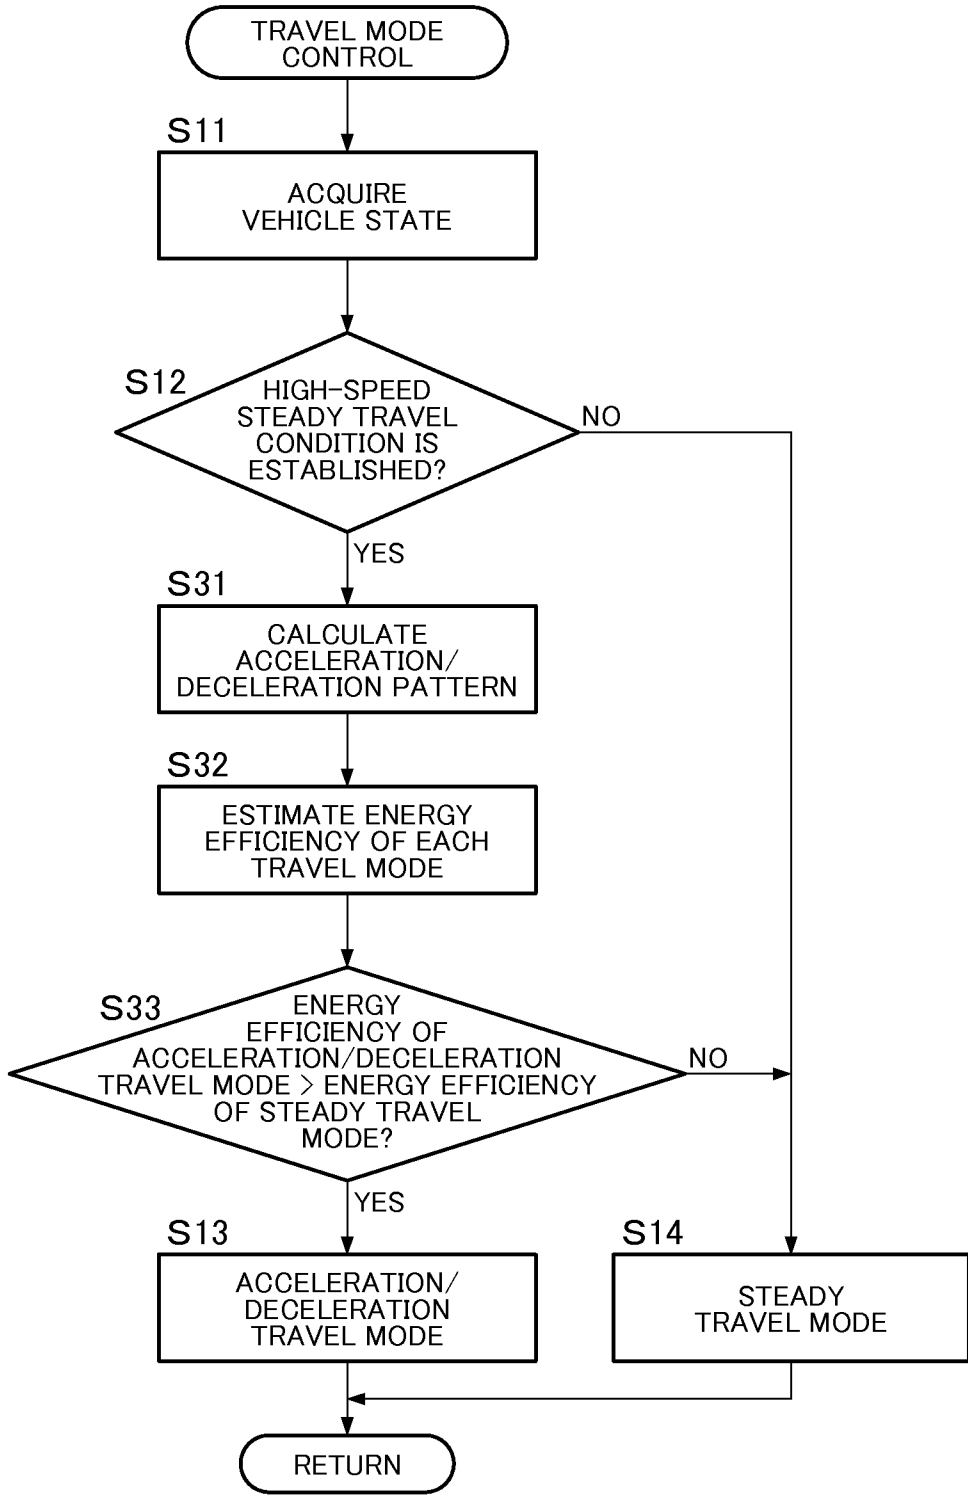 TRAVEL MODE
CONTROL
S11
ACQUIRE
VEHICLE STATE
S12
HIGH-SPEED
STEADY TRAVEL
CONDITION IS
ESTABLISHED?
NO
YES
S31
CALCULATE
ACCELERATION/
DECELERATION PATTERN
S32
ESTIMATE ENERGY
EFFICIENCY OF EACH
TRAVEL MODE
S33
ENERGY
EFFICIENCY OF
ACCELERATION/DECELERATION
TRAVEL MODE > ENERGY EFFICIENCY
OF STEADY TRAVEL
MODE?
NO
YES
S13
ACCELERATION/
DECELERATION
TRAVEL MODE
S14
STEADY
TRAVEL MODE
RETURN